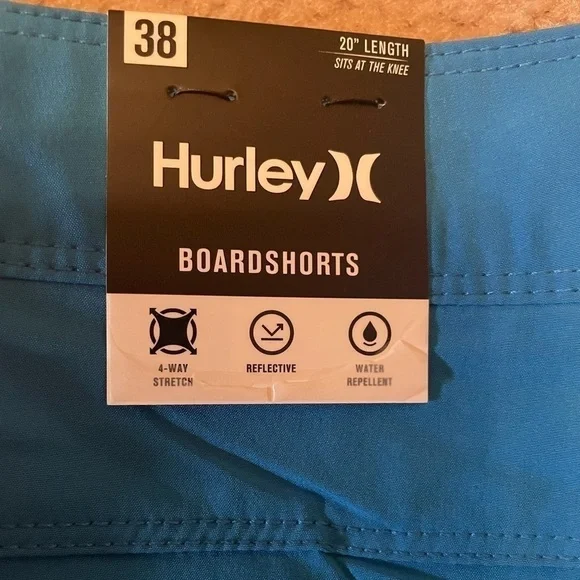 38
20" LENGTH
SITS AT THE KNEE
Hurley
BOARDSHORTS
4-WAY
STRETCH
REFLECTIVE
WATER
REPELLENT